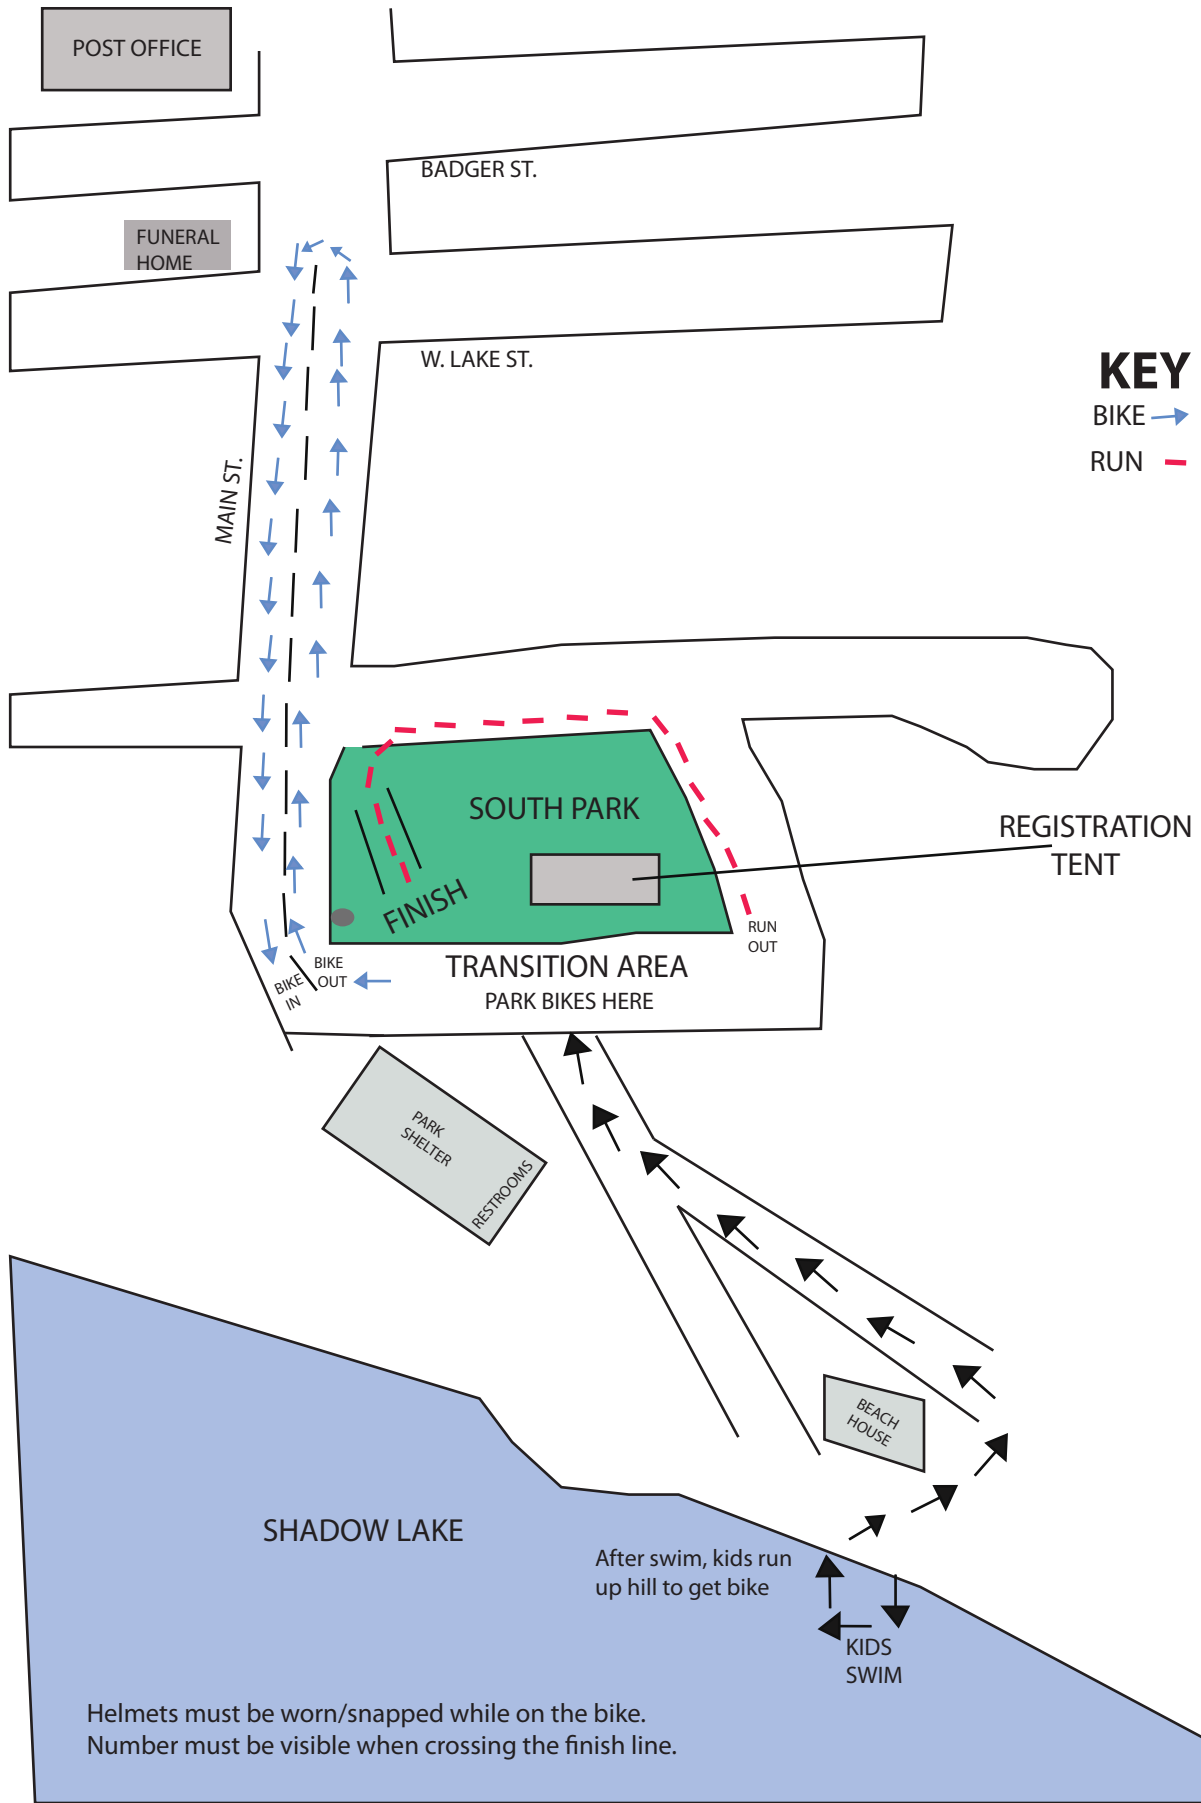 POST OFFICE
BADGER ST.
FUNERAL
HOME
W. LAKE ST.
KEY
BIKE
RUN
MAIN ST.
SOUTH PARK
REGISTRATION
TENT
FINISH
RUN
OUT
BIKE
OUT
BIKE
IN
TRANSITION AREA
PARK BIKES HERE
PARK
SHELTER
RESTROOMS
BEACH
HOUSE
SHADOW LAKE
After swim, kids run
up hill to get bike
KIDS
SWIM
Helmets must be worn/snapped while on the bike.
Number must be visible when crossing the finish line.